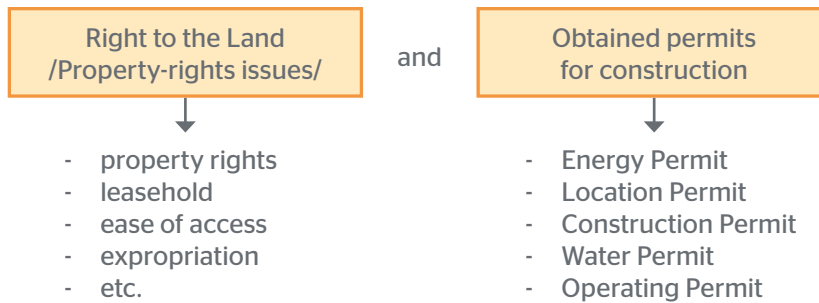 Right to the Land
/Property-rights issues/
and
Obtained permits
for construction
- property rights
- leasehold
- ease of access
- expropriation
- etc.
- Energy Permit
- Location Permit
- Construction Permit
- Water Permit
- Operating Permit